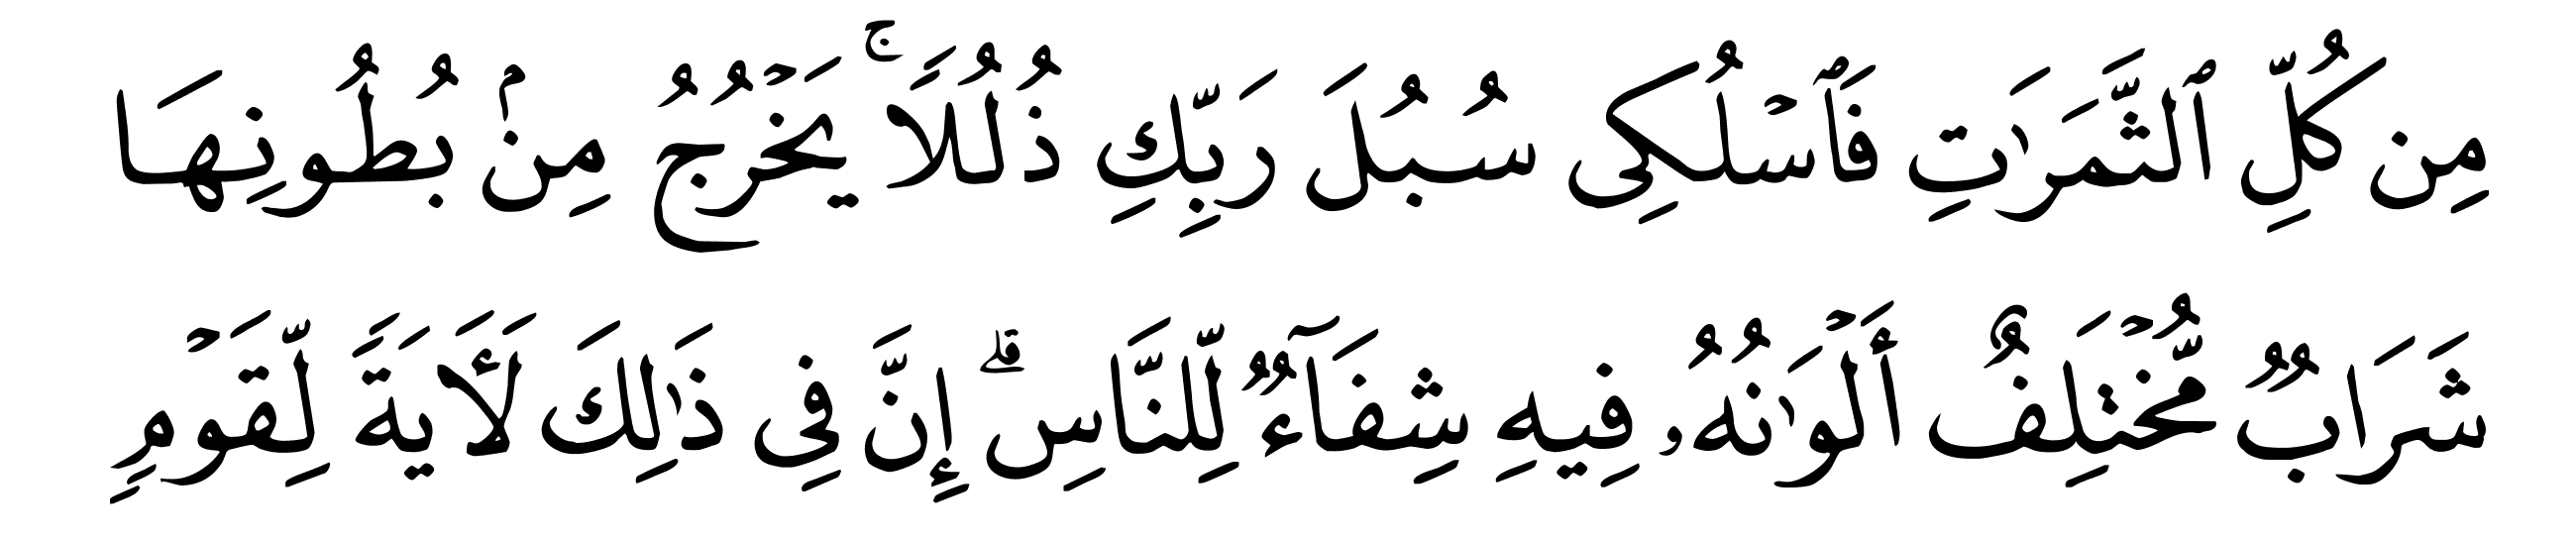 مِن كُلِّ ٱلثَّمَرَٰتِ فَٱسۡلُكِى سُبُلَ رَبِّكِ ذُلُلًاۚ يَخۡرُجُ مِنۢ بُطُونِهَا
شَرَابٌ مُّخۡتَلِفٌ أَلۡوَٰنُهُۥ فِيهِ شِفَآءٌ لِّلنَّاسِۗ إِنَّ فِى ذَٰلِكَ لَأَيَةً لِّقَوۡمٍ